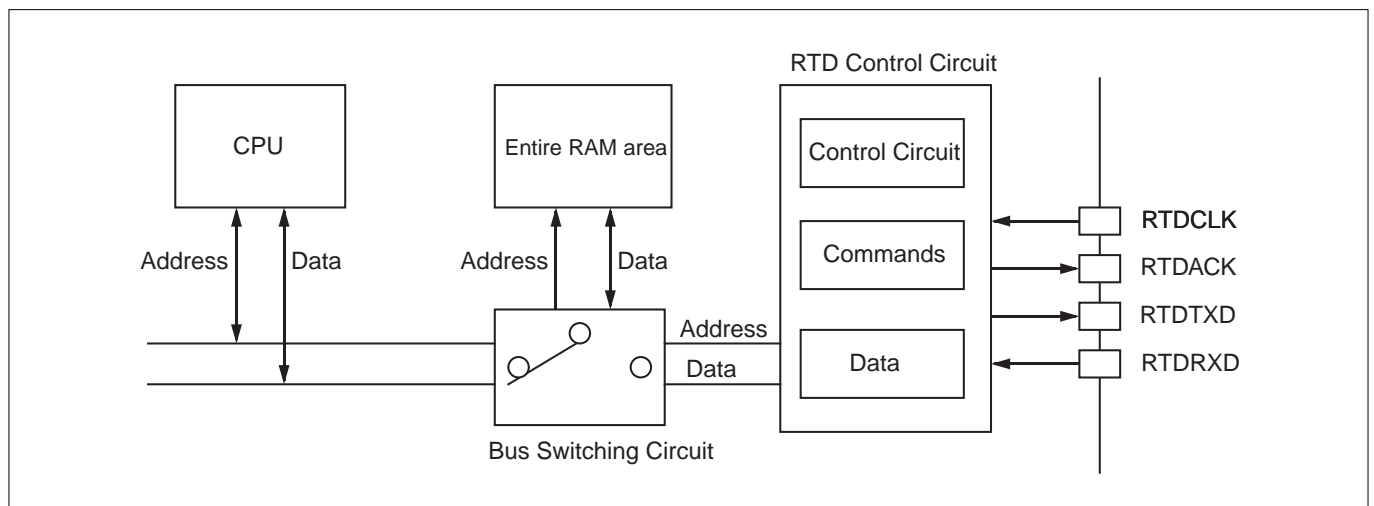 RTD Control Circuit
CPU
Entire RAM area
Control Circuit
Commands
Data
Address
Data
Address
Data
Address
Data
Bus Switching Circuit
RTDCLK
RTDACK
RTDTXD
RTDRXD